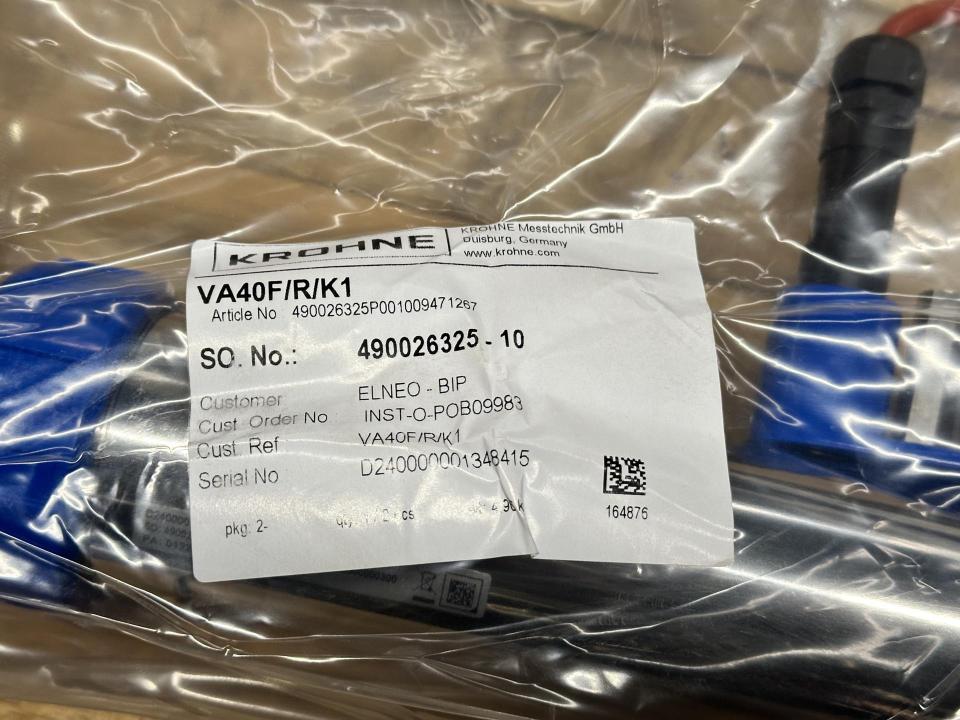 KROHNE
KROHNE Messtechnik GmbH
Duisburg, Germany
www.krohne.com
VA40F/R/K1
Article No 490026325P001009471267
SO. No.: 490026325 - 10
Customer ELNEO - BIP
Cust. Order No INST-O-POB09983
Cust. Ref VA40F/R/K1
Serial No D240000001348415
pkg. 2-
164876